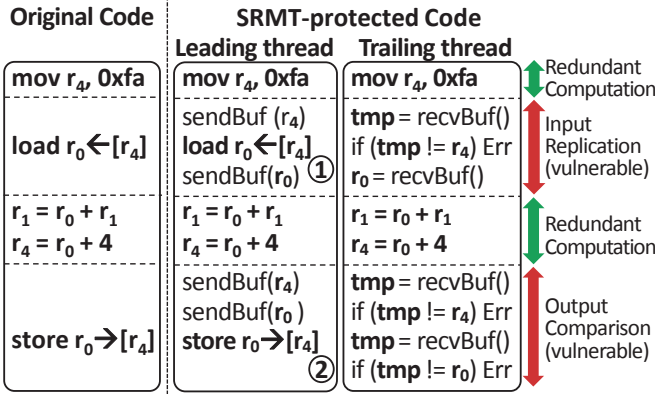 Original Code
SRMT-protected Code
Leading thread
Trailing thread
mov r₄, 0xfa
load r₀←[r₄]
r₁ = r₀ + r₁
r₄ = r₀ + 4
store r₀→[r₄]
mov r₄, 0xfa
sendBuf (r₄)
load r₀←[r₄]
sendBuf(r₀) ①
r₁ = r₀ + r₁
r₄ = r₀ + 4
sendBuf(r₄)
sendBuf(r₀ )
store r₀→[r₄]
②
mov r₄, 0xfa
tmp = recvBuf()
if (tmp != r₄) Err
r₀ = recvBuf()
r₁ = r₀ + r₁
r₄ = r₀ + 4
tmp = recvBuf()
if (tmp != r₄) Err
tmp = recvBuf()
if (tmp != r₀) Err
Redundant
Computation
Input
Replication
(vulnerable)
Redundant
Computation
Output
Comparison
(vulnerable)